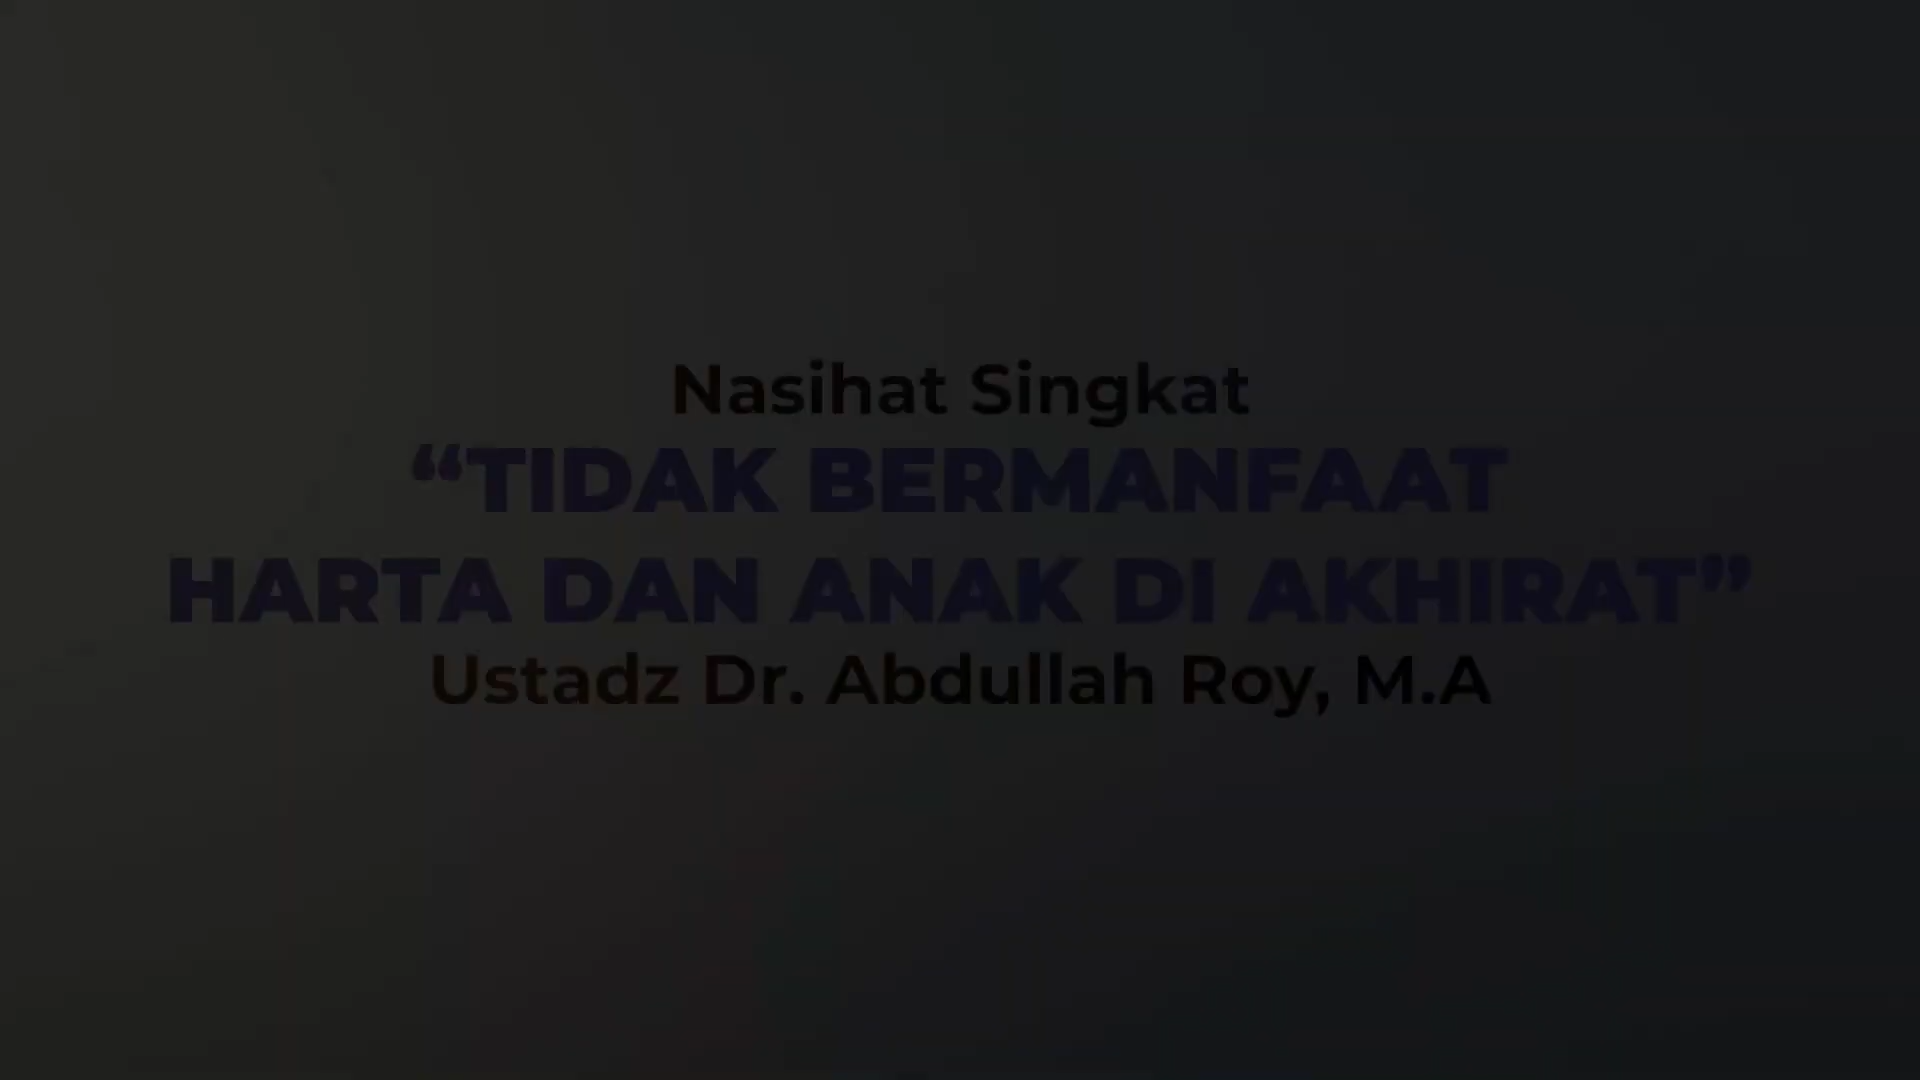 Nasihat Singkat
“TIDAK BERMANFAAT
HARTA DAN ANAK DI AKHIRAT”
Ustadz Dr. Abdullah Roy, M.A